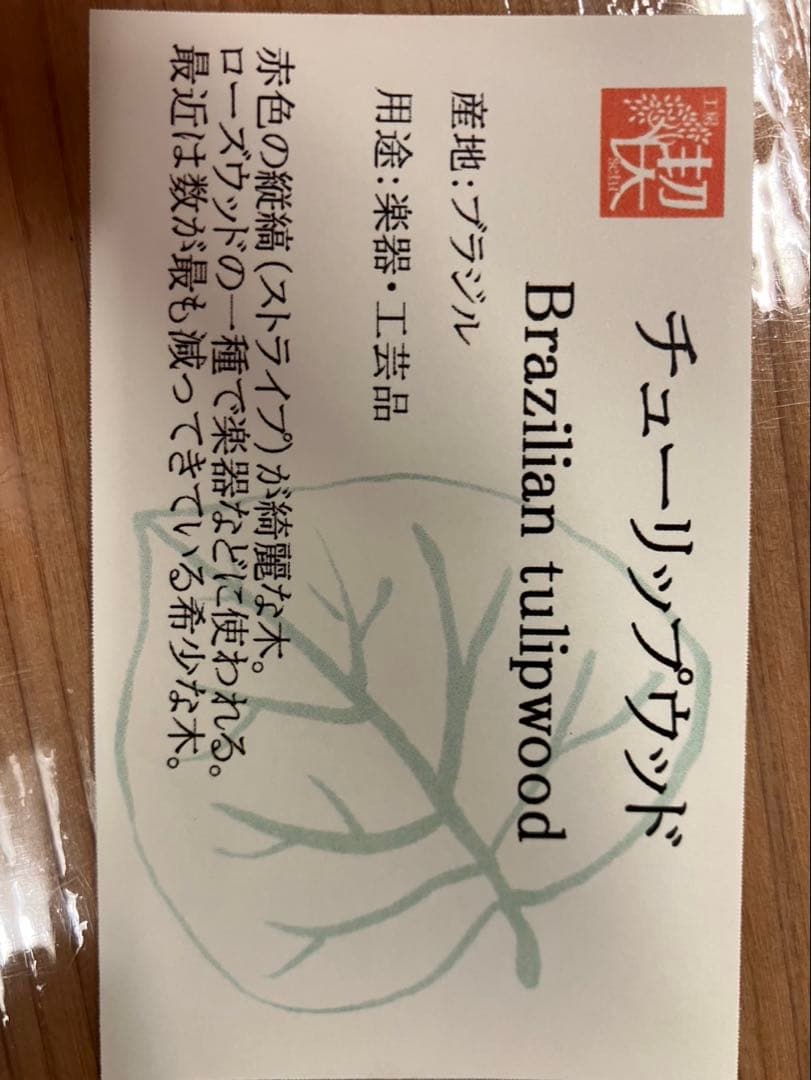 工房
契
setu
チューリップウッド
Brazilian tulipwood
産地：ブラジル
用途：楽器・工芸品
赤色の縦縞（ストライプ）が綺麗な木。
ローズウッドの一種で楽器などに使われる。
最近は数が最も減ってきている希少な木。